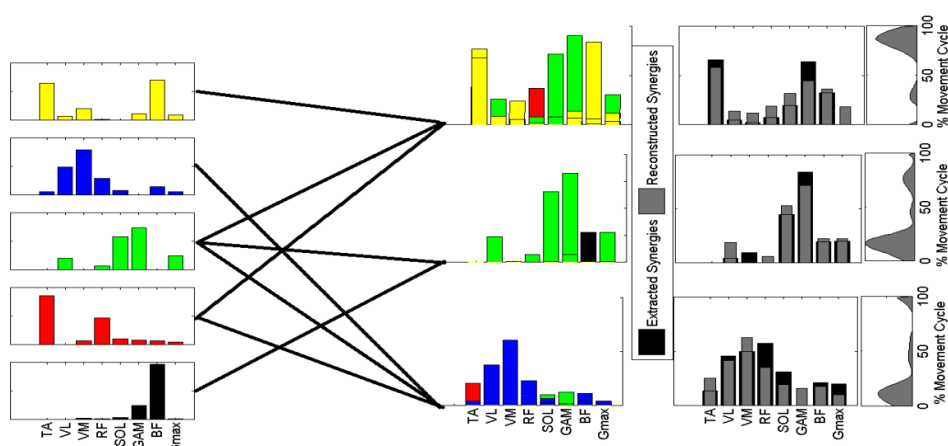 TA VL VM RF SOL GAM BF Gmax
TA VL VM RF SOL GAM BF Gmax
Extracted Synergies
Reconstructed Synergies
TA VL VM RF SOL GAM BF Gmax
100
50
0
% Movement Cycle
100
50
0
% Movement Cycle
100
50
0
% Movement Cycle